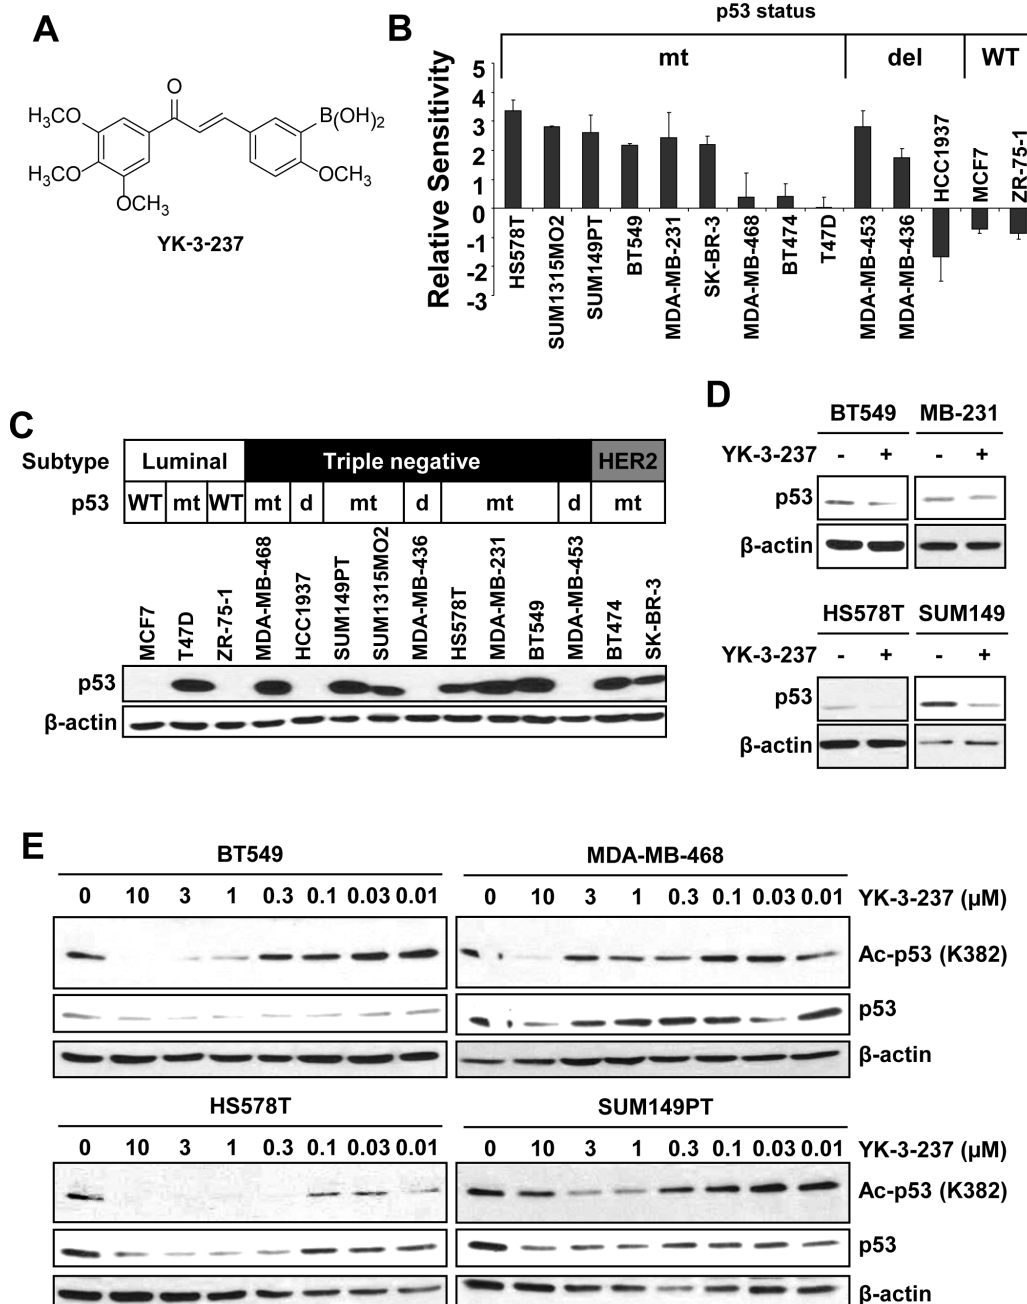 A
O
H₃CO
B(OH)₂
H₃CO
OCH₃
OCH₃
YK-3-237
B
p53 status
mt del WT
Relative Sensitivity
5
4
3
2
1
0
-1
-2
-3
HS578T
SUM1315MO2
SUM149PT
BT549
MDA-MB-231
SK-BR-3
MDA-MB-468
BT474
T47D
MDA-MB-453
MDA-MB-436
HCC1937
MCF7
ZR-75-1
C
Subtype Luminal Triple negative HER2
p53 WT mt WT mt d mt d mt d mt
MCF7
T47D
ZR-75-1
MDA-MB-468
HCC1937
SUM149PT
SUM1315MO2
MDA-MB-436
HS578T
MDA-MB-231
BT549
MDA-MB-453
BT474
SK-BR-3
p53
β-actin
D
BT549 MB-231
YK-3-237 - + - +
p53
β-actin
HS578T SUM149
YK-3-237 - + - +
p53
β-actin
E
BT549 MDA-MB-468
0 10 3 1 0.3 0.1 0.03 0.01 0 10 3 1 0.3 0.1 0.03 0.01 YK-3-237 (µM)
Ac-p53 (K382)
p53
β-actin
HS578T SUM149PT
0 10 3 1 0.3 0.1 0.03 0.01 0 10 3 1 0.3 0.1 0.03 0.01 YK-3-237 (µM)
Ac-p53 (K382)
p53
β-actin